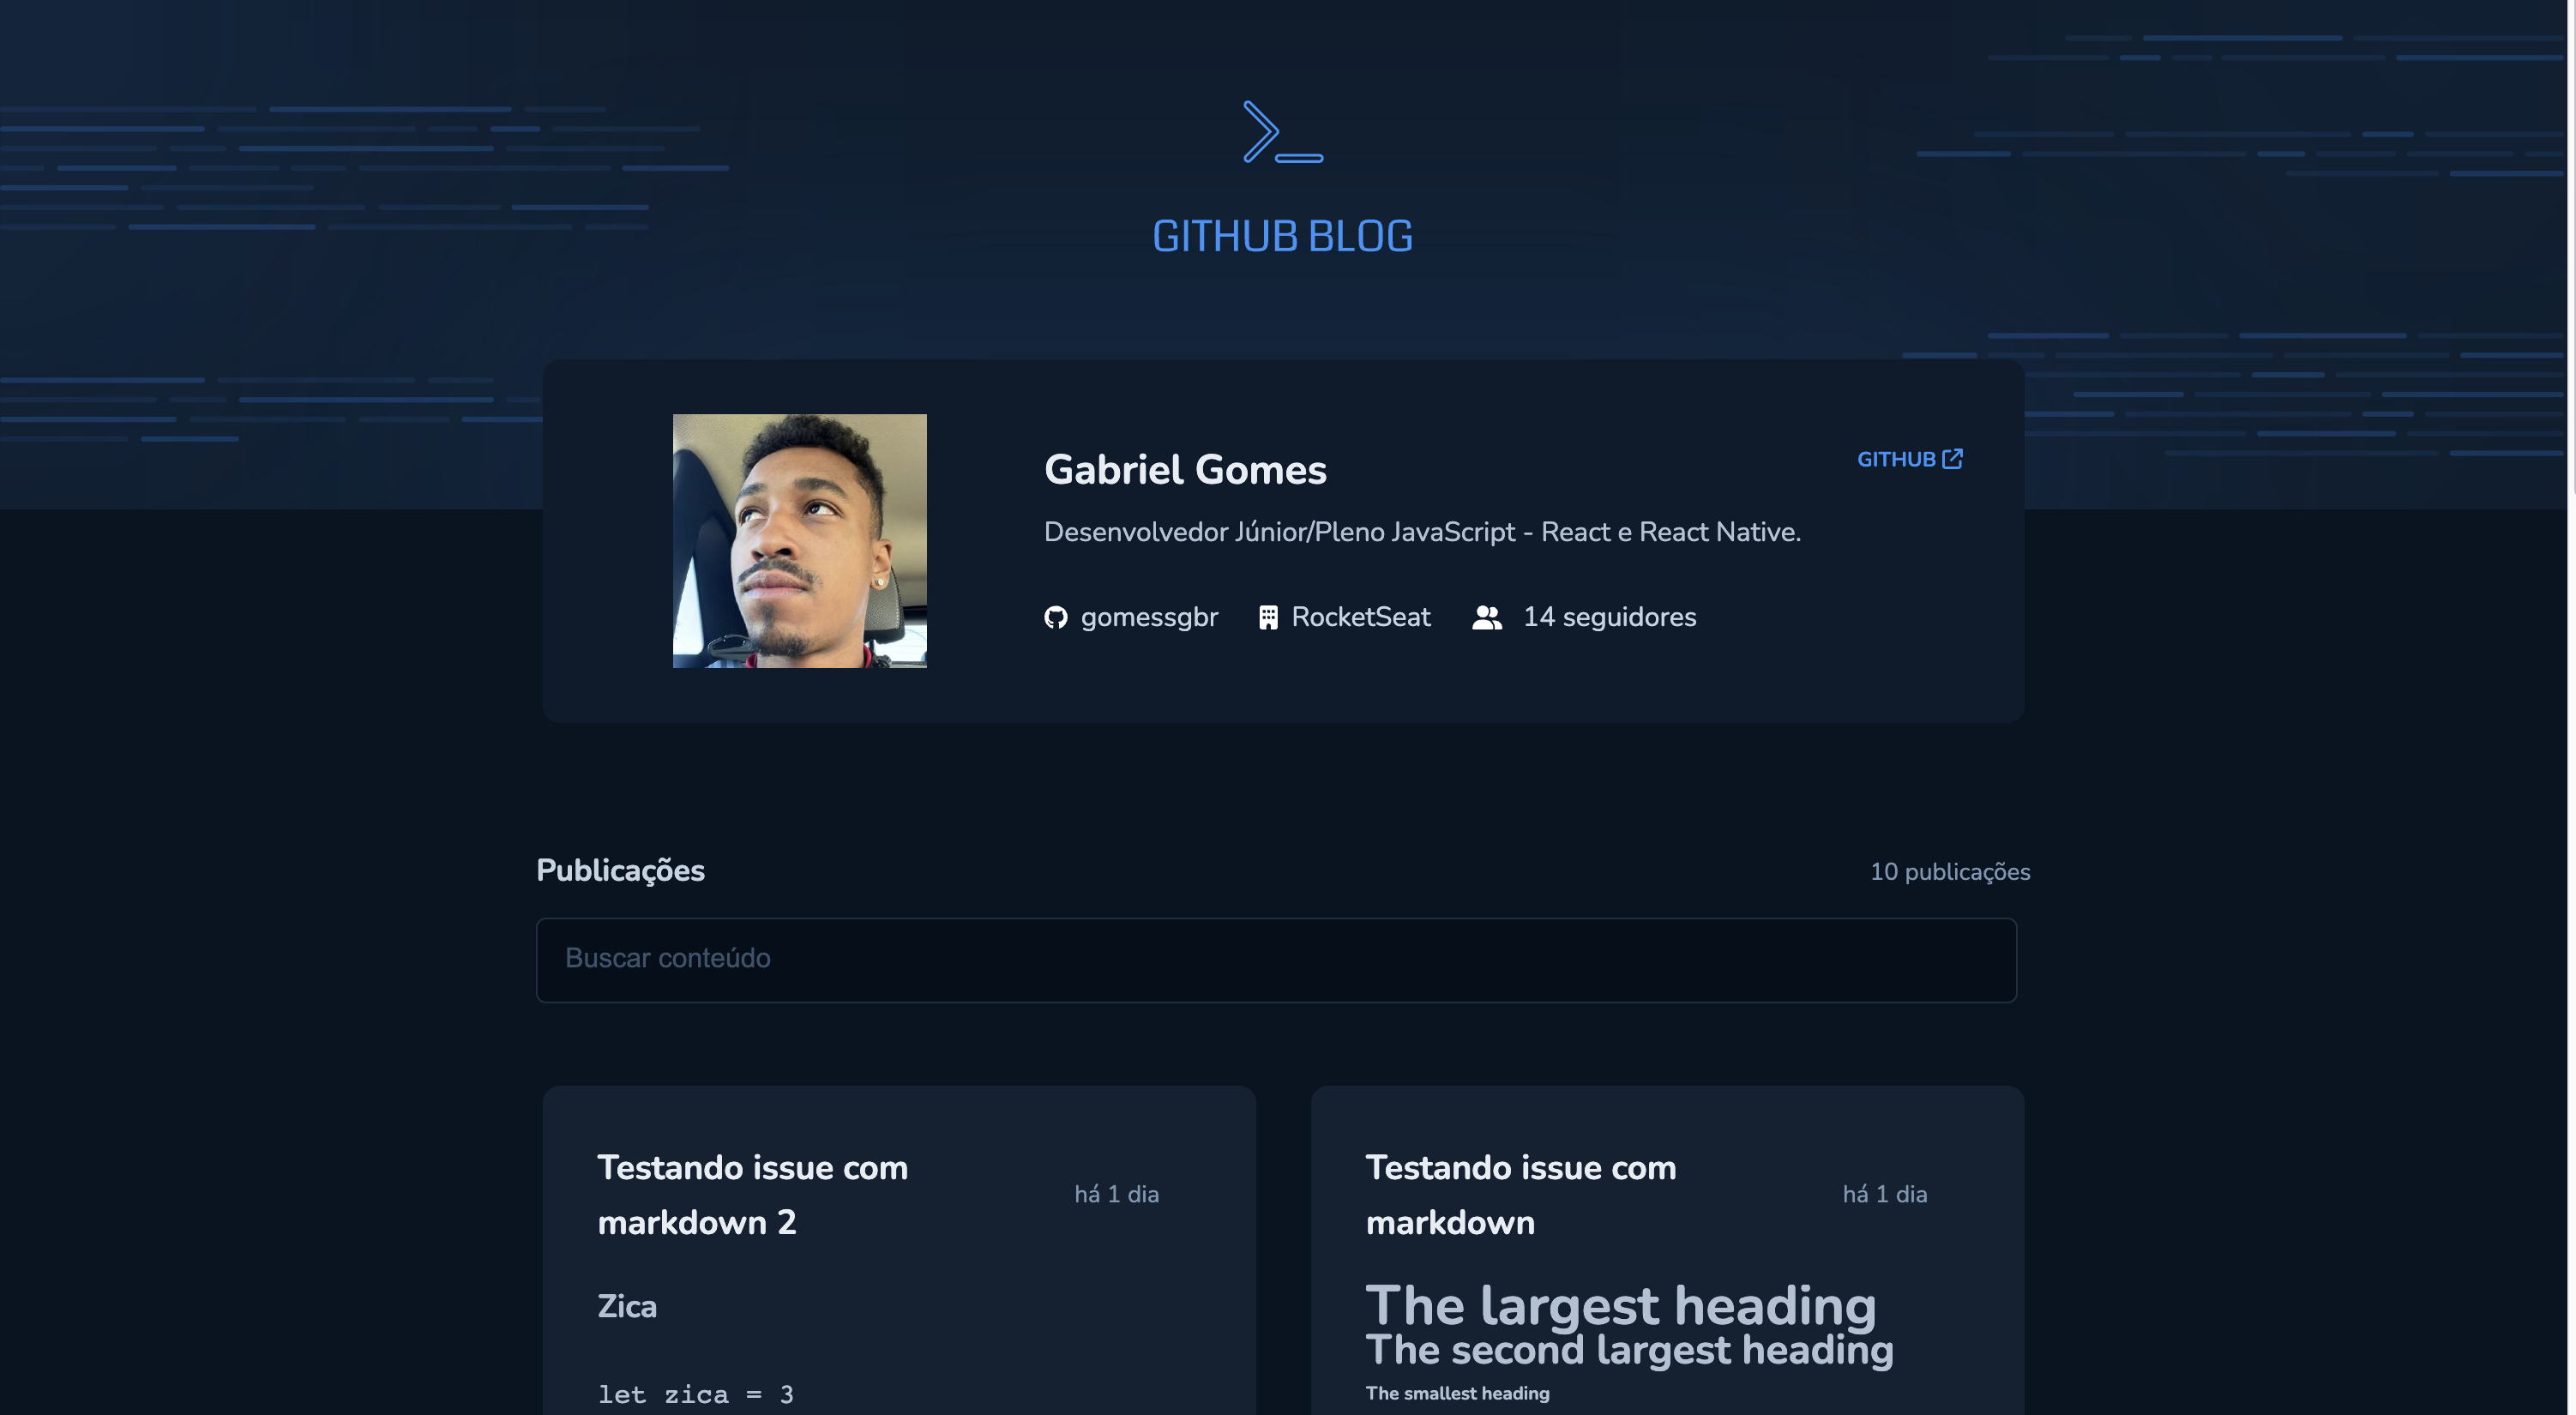 GITHUB BLOG
Gabriel Gomes
GITHUB
Desenvolvedor Júnior/Pleno JavaScript - React e React Native.
gomessgbr RocketSeat 14 seguidores
Publicações
10 publicações
Buscar conteúdo
Testando issue com
markdown 2
há 1 dia
Zica
let zica = 3
Testando issue com
markdown
há 1 dia
The largest heading
The second largest heading
The smallest heading